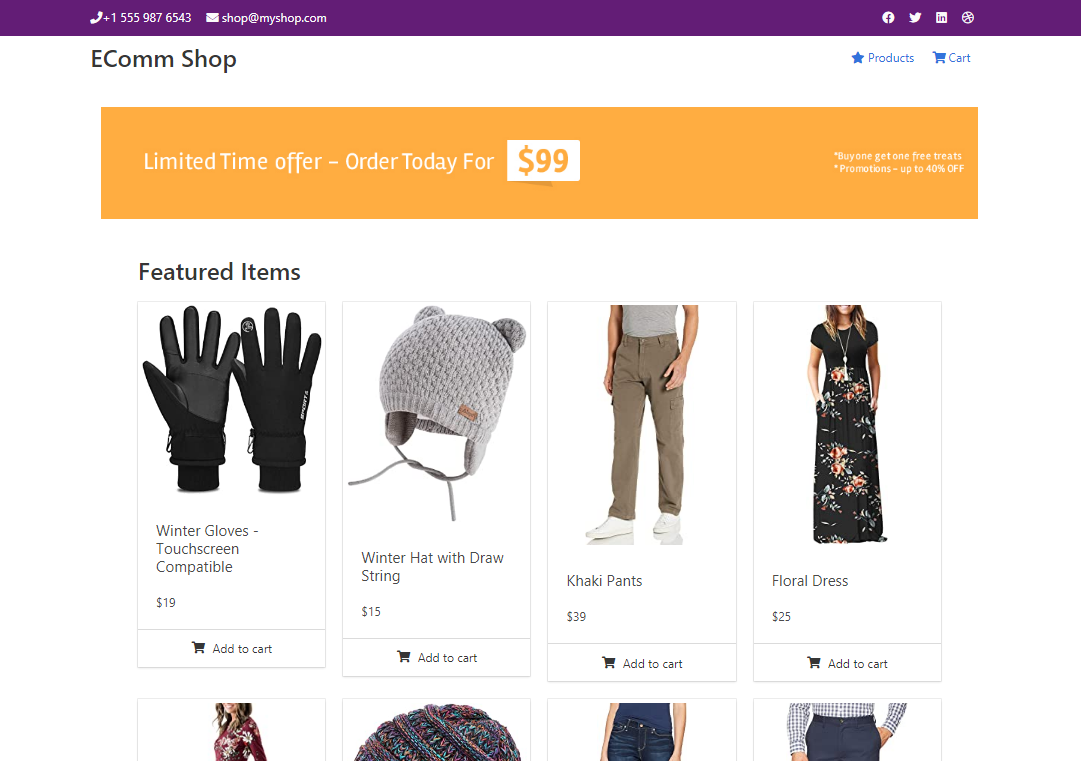 +1 555 987 6543 shop@myshop.com
EComm Shop
Products Cart
Limited Time offer – Order Today For $99
*Buy one get one free treats
* Promotions – up to 40% OFF
Featured Items
SPORTS
Winter Gloves -
Touchscreen
Compatible
$19
Add to cart
Winter Hat with Draw
String
$15
Add to cart
Khaki Pants
$39
Add to cart
Floral Dress
$25
Add to cart